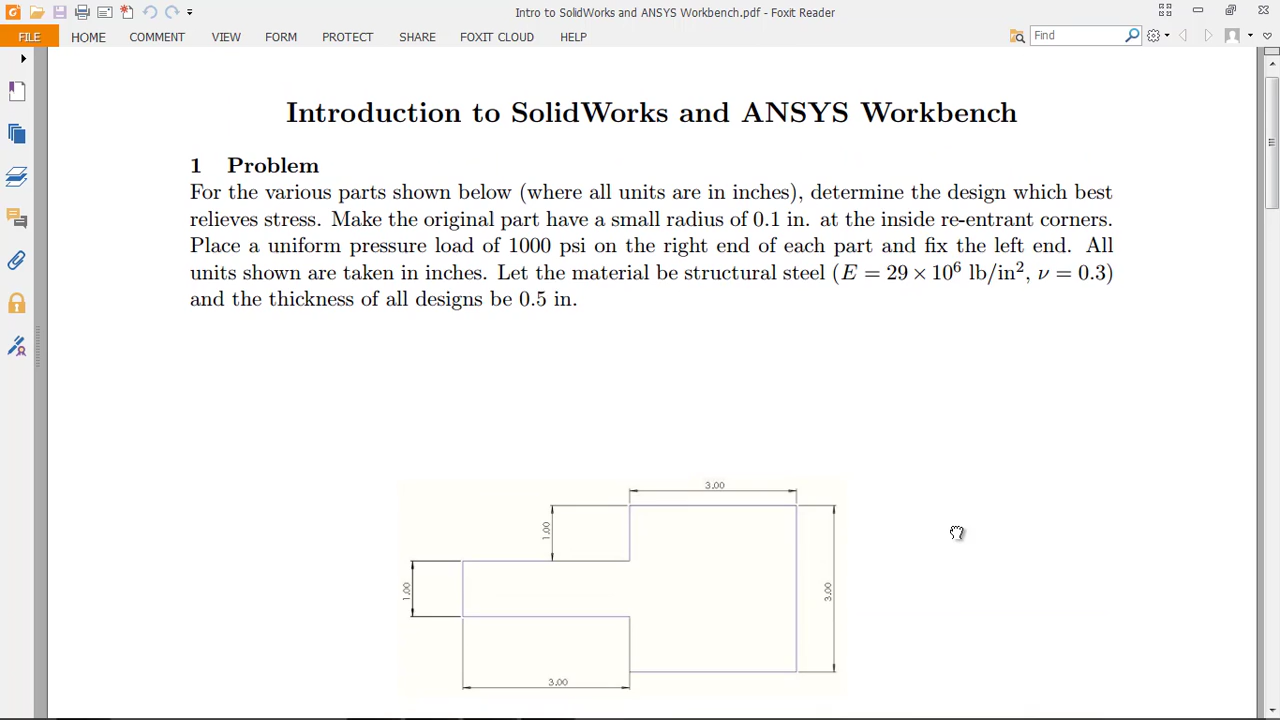 Intro to SolidWorks and ANSYS Workbench.pdf - Foxit Reader
FILE HOME COMMENT VIEW FORM PROTECT SHARE FOXIT CLOUD HELP
Find
Introduction to SolidWorks and ANSYS Workbench
1 Problem
For the various parts shown below (where all units are in inches), determine the design which best
relieves stress. Make the original part have a small radius of 0.1 in. at the inside re-entrant corners.
Place a uniform pressure load of 1000 psi on the right end of each part and fix the left end. All
units shown are taken in inches. Let the material be structural steel (E = 29 × 10⁶ lb/in², ν = 0.3)
and the thickness of all designs be 0.5 in.
3.00
1.00
1.00
3.00
3.00